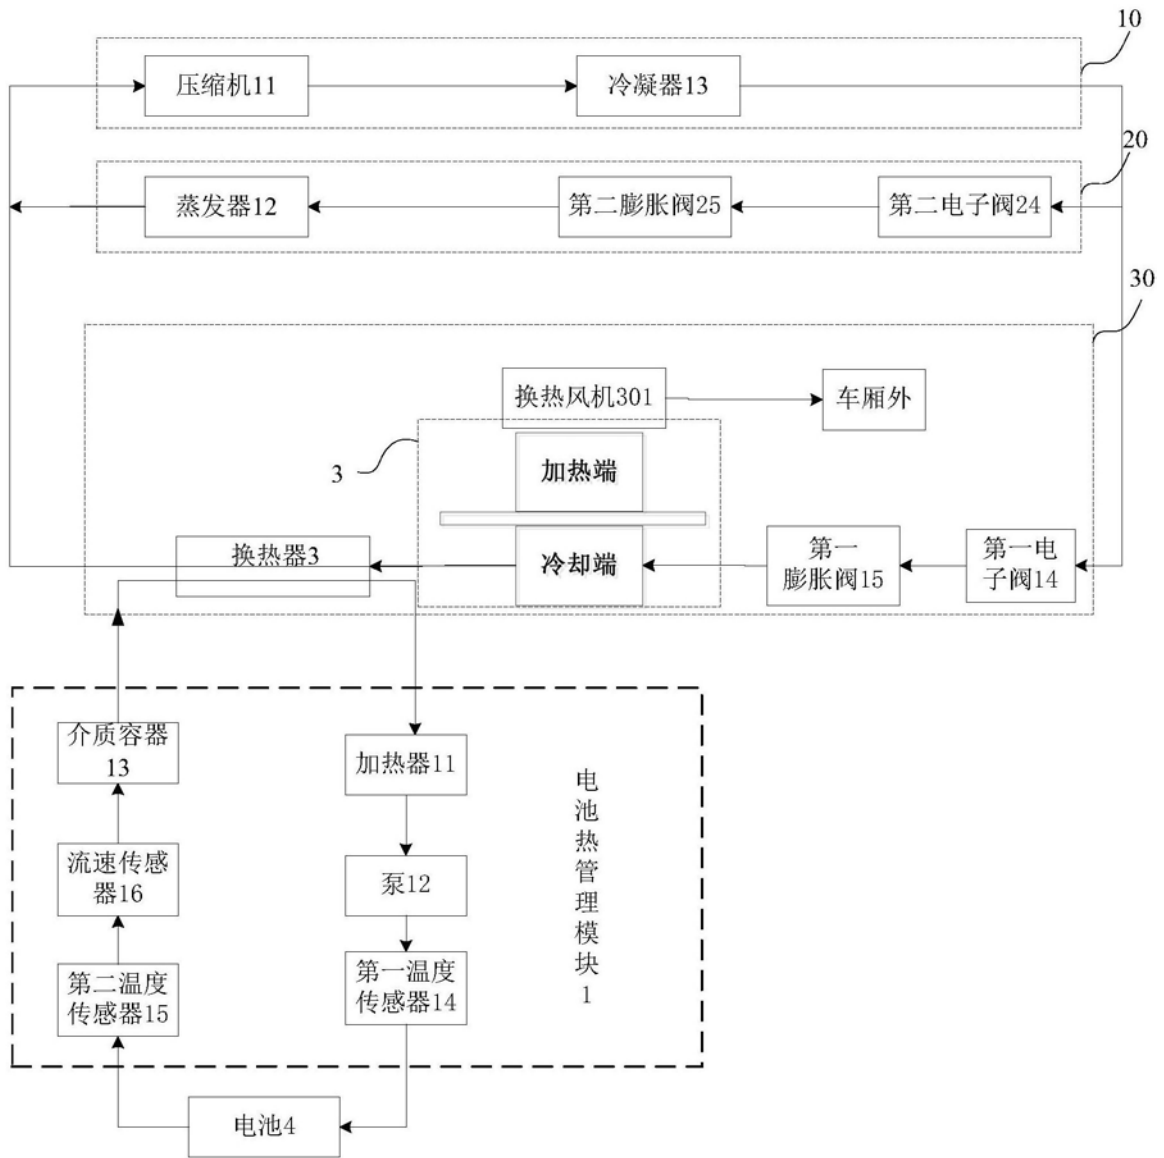 10
压缩机11
冷凝器13
20
蒸发器12
第二膨胀阀25
第二电子阀24
30
换热风机301
车厢外
3
加热端
换热器3
冷却端
第一
膨胀阀15
第一电
子阀14
介质容器
13
加热器11
流速传感
器16
泵12
第二温度
传感器15
第一温度
传感器14
电
池
热
管
理
模
块
1
电池4